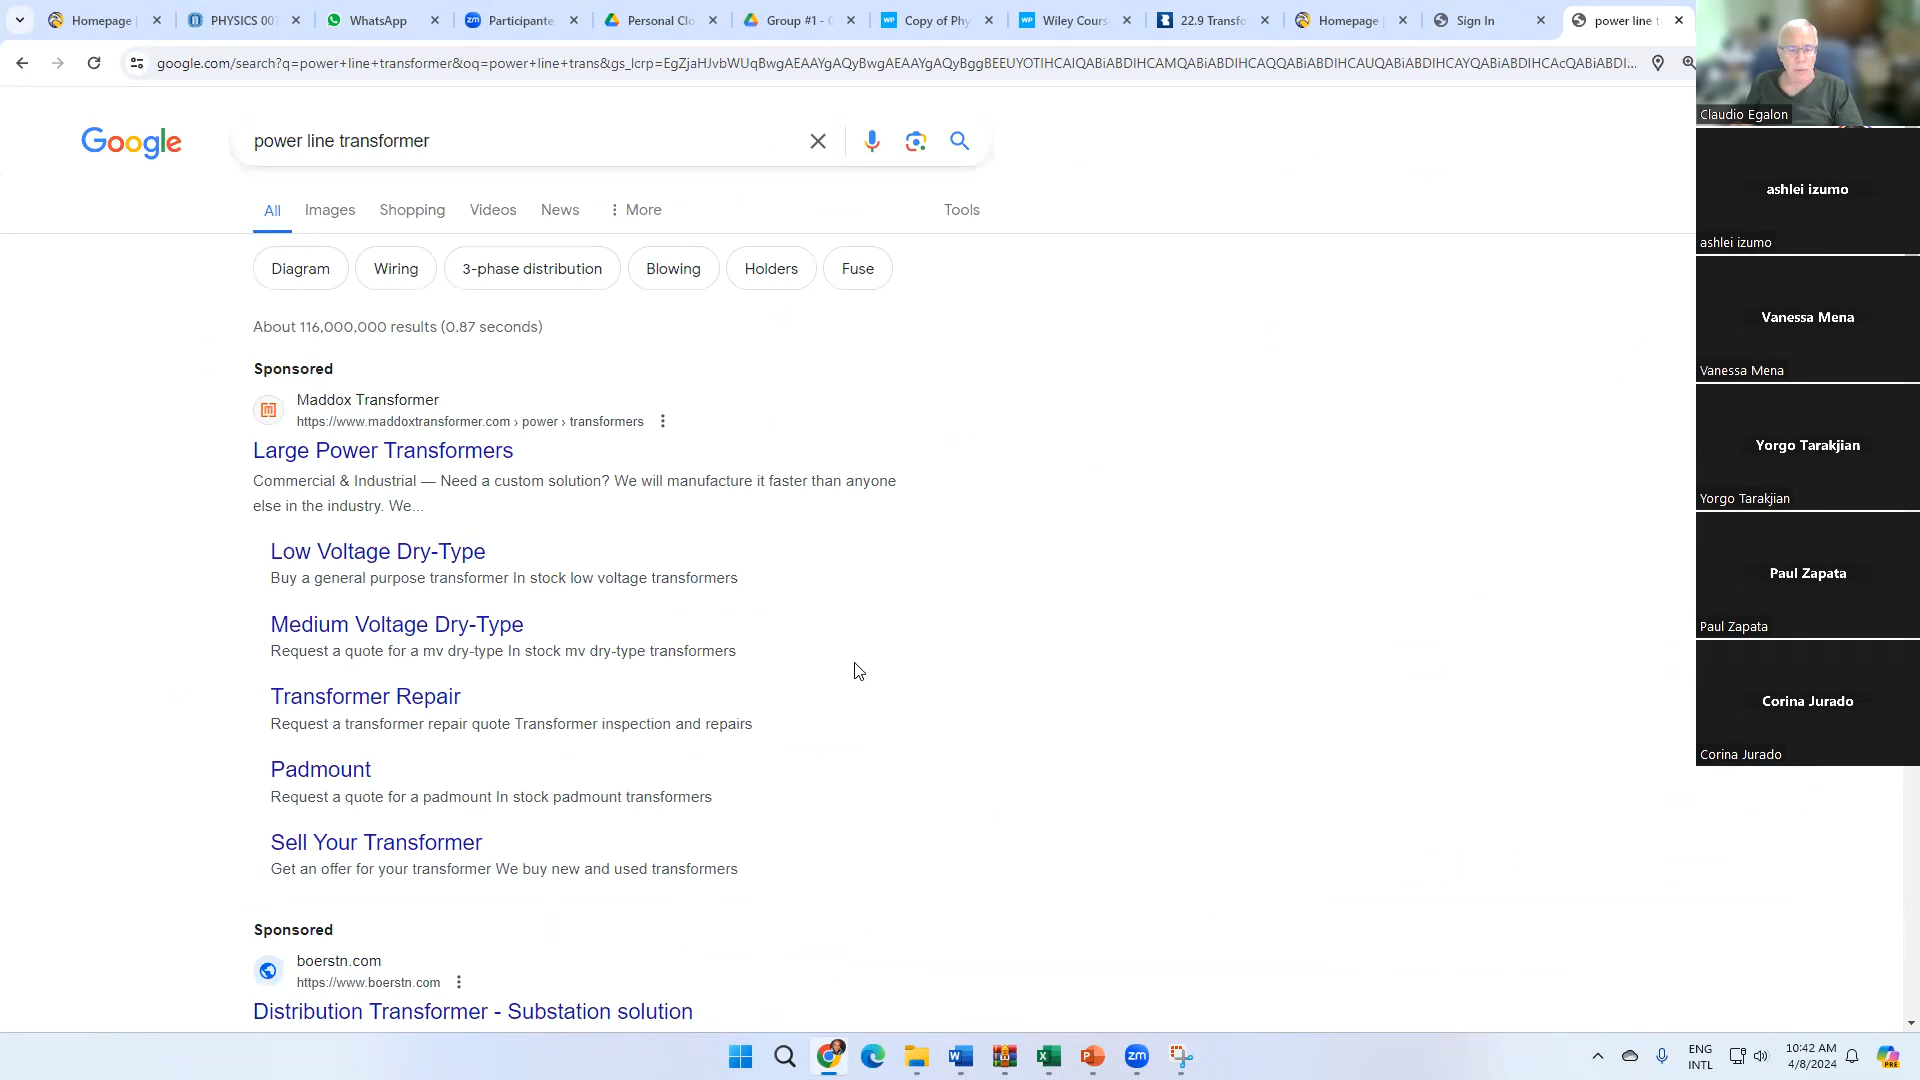 Homepage
PHYSICS 007
WhatsApp
Participante
Personal Clo
Group #1 - G
Copy of Phy
Wiley Cours
22.9 Transfo
Homepage
Sign In
power line t
google.com/search?q=power+line+transformer&oq=power+line+trans&gs_lcrp=EgZjaHJvbWUqBwgAEAAYgAQyBwgAEAAYgAQyBggBEEUYOTIHCAIQABiABDIHCAMQABiABDIHCAQQABiABDIHCAUQABiABDIHCAYQABiABDIHCAcQABiABDI...
Google
power line transformer
All
Images
Shopping
Videos
News
More
Tools
Diagram
Wiring
3-phase distribution
Blowing
Holders
Fuse
About 116,000,000 results (0.87 seconds)
Sponsored
Maddox Transformer
https://www.maddoxtransformer.com › power › transformers
Large Power Transformers
Commercial & Industrial — Need a custom solution? We will manufacture it faster than anyone
else in the industry. We...
Low Voltage Dry-Type
Buy a general purpose transformer In stock low voltage transformers
Medium Voltage Dry-Type
Request a quote for a mv dry-type In stock mv dry-type transformers
Transformer Repair
Request a transformer repair quote Transformer inspection and repairs
Padmount
Request a quote for a padmount In stock padmount transformers
Sell Your Transformer
Get an offer for your transformer We buy new and used transformers
Sponsored
boerstn.com
https://www.boerstn.com
Distribution Transformer - Substation solution
Claudio Egalon
ashlei izumo
ashlei izumo
Vanessa Mena
Vanessa Mena
Yorgo Tarakjian
Yorgo Tarakjian
Paul Zapata
Paul Zapata
Corina Jurado
Corina Jurado
ENG
INTL
10:42 AM
4/8/2024